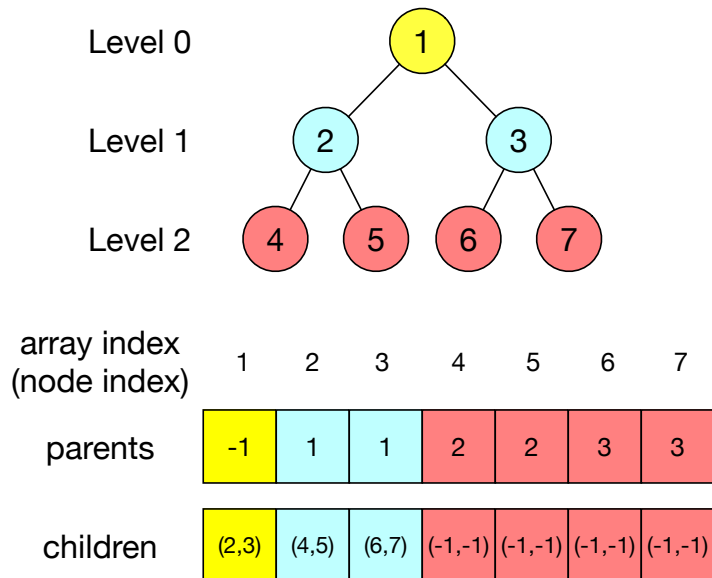 Level 0 1
Level 1 2 3
Level 2 4 5 6 7
array index
(node index) 1 2 3 4 5 6 7
parents -1 1 1 2 2 3 3
children (2,3) (4,5) (6,7) (-1,-1) (-1,-1) (-1,-1) (-1,-1)